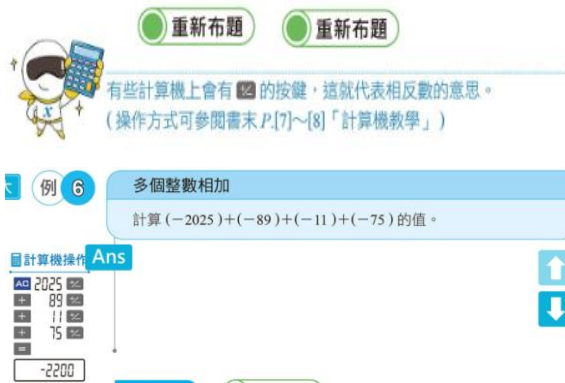 重新布題
重新布題
有些計算機上會有 +/− 的按鍵，這就代表相反數的意思。
(操作方式可參閱書末 P.[7]～[8]「計算機教學」)
x
例 6
多個整數相加
計算 (－2025)＋(－89)＋(－11)＋(－75) 的值。
計算機操作
Ans
AC 2025 +/−
+ 89 +/−
+ 11 +/−
+ 75 +/−
=
-2200